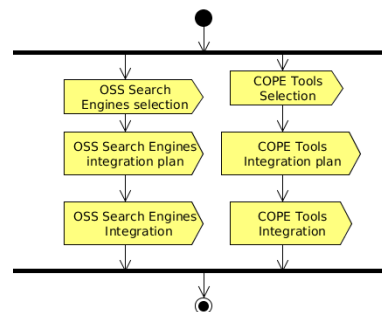 OSS Search
Engines selection
COPE Tools
Selection
OSS Search Engines
integration plan
COPE Tools
Integration plan
OSS Search Engines
Integration
COPE Tools
Integration